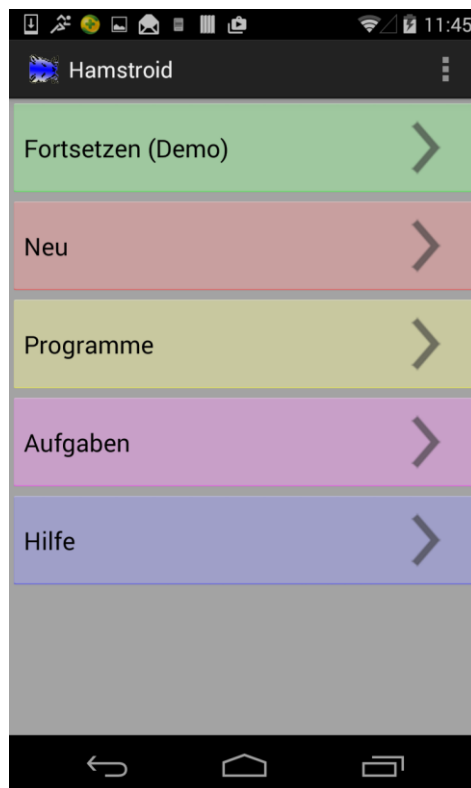 11:45
Hamstroid
Fortsetzen (Demo)
Neu
Programme
Aufgaben
Hilfe